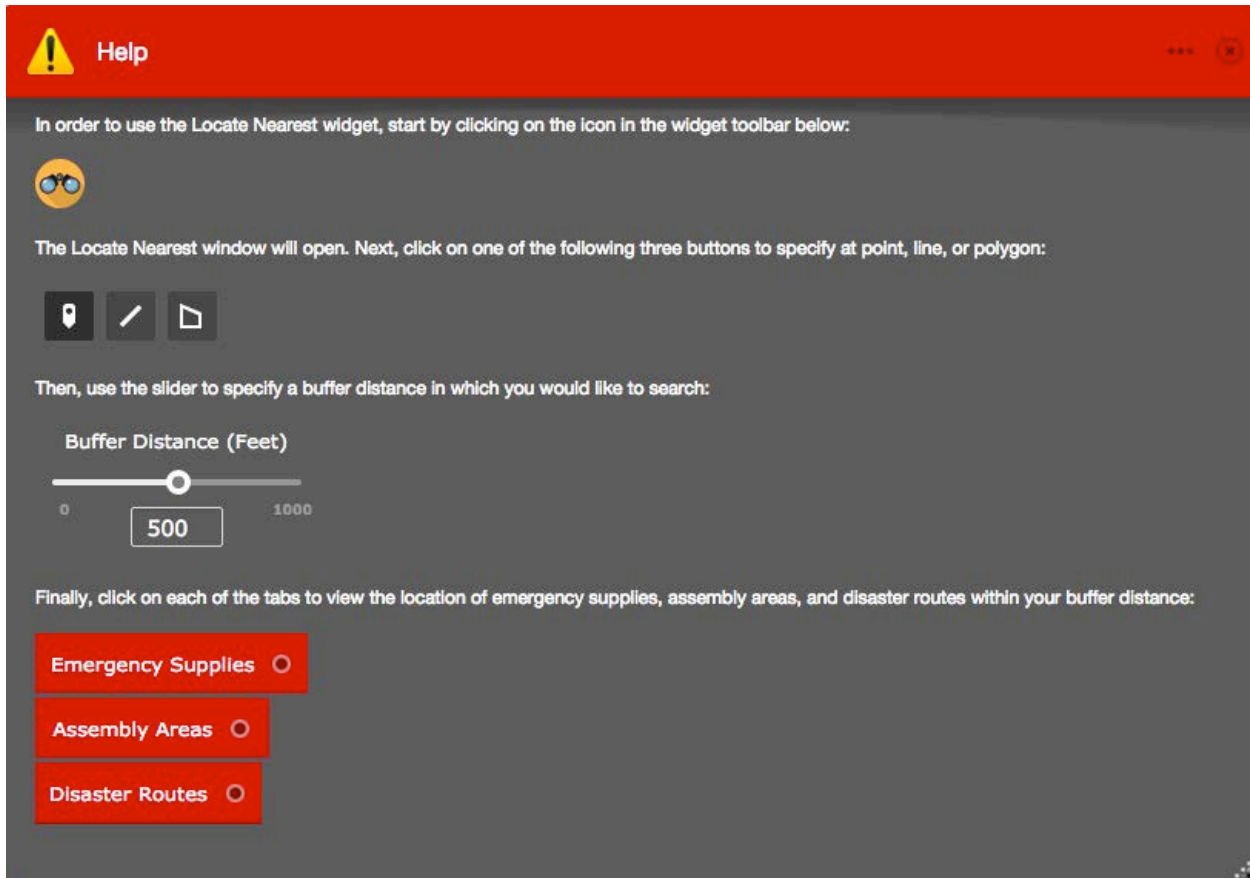 Help
In order to use the Locate Nearest widget, start by clicking on the icon in the widget toolbar below:
The Locate Nearest window will open. Next, click on one of the following three buttons to specify at point, line, or polygon:
Then, use the slider to specify a buffer distance in which you would like to search:
Buffer Distance (Feet)
0 1000
500
Finally, click on each of the tabs to view the location of emergency supplies, assembly areas, and disaster routes within your buffer distance:
Emergency Supplies
Assembly Areas
Disaster Routes